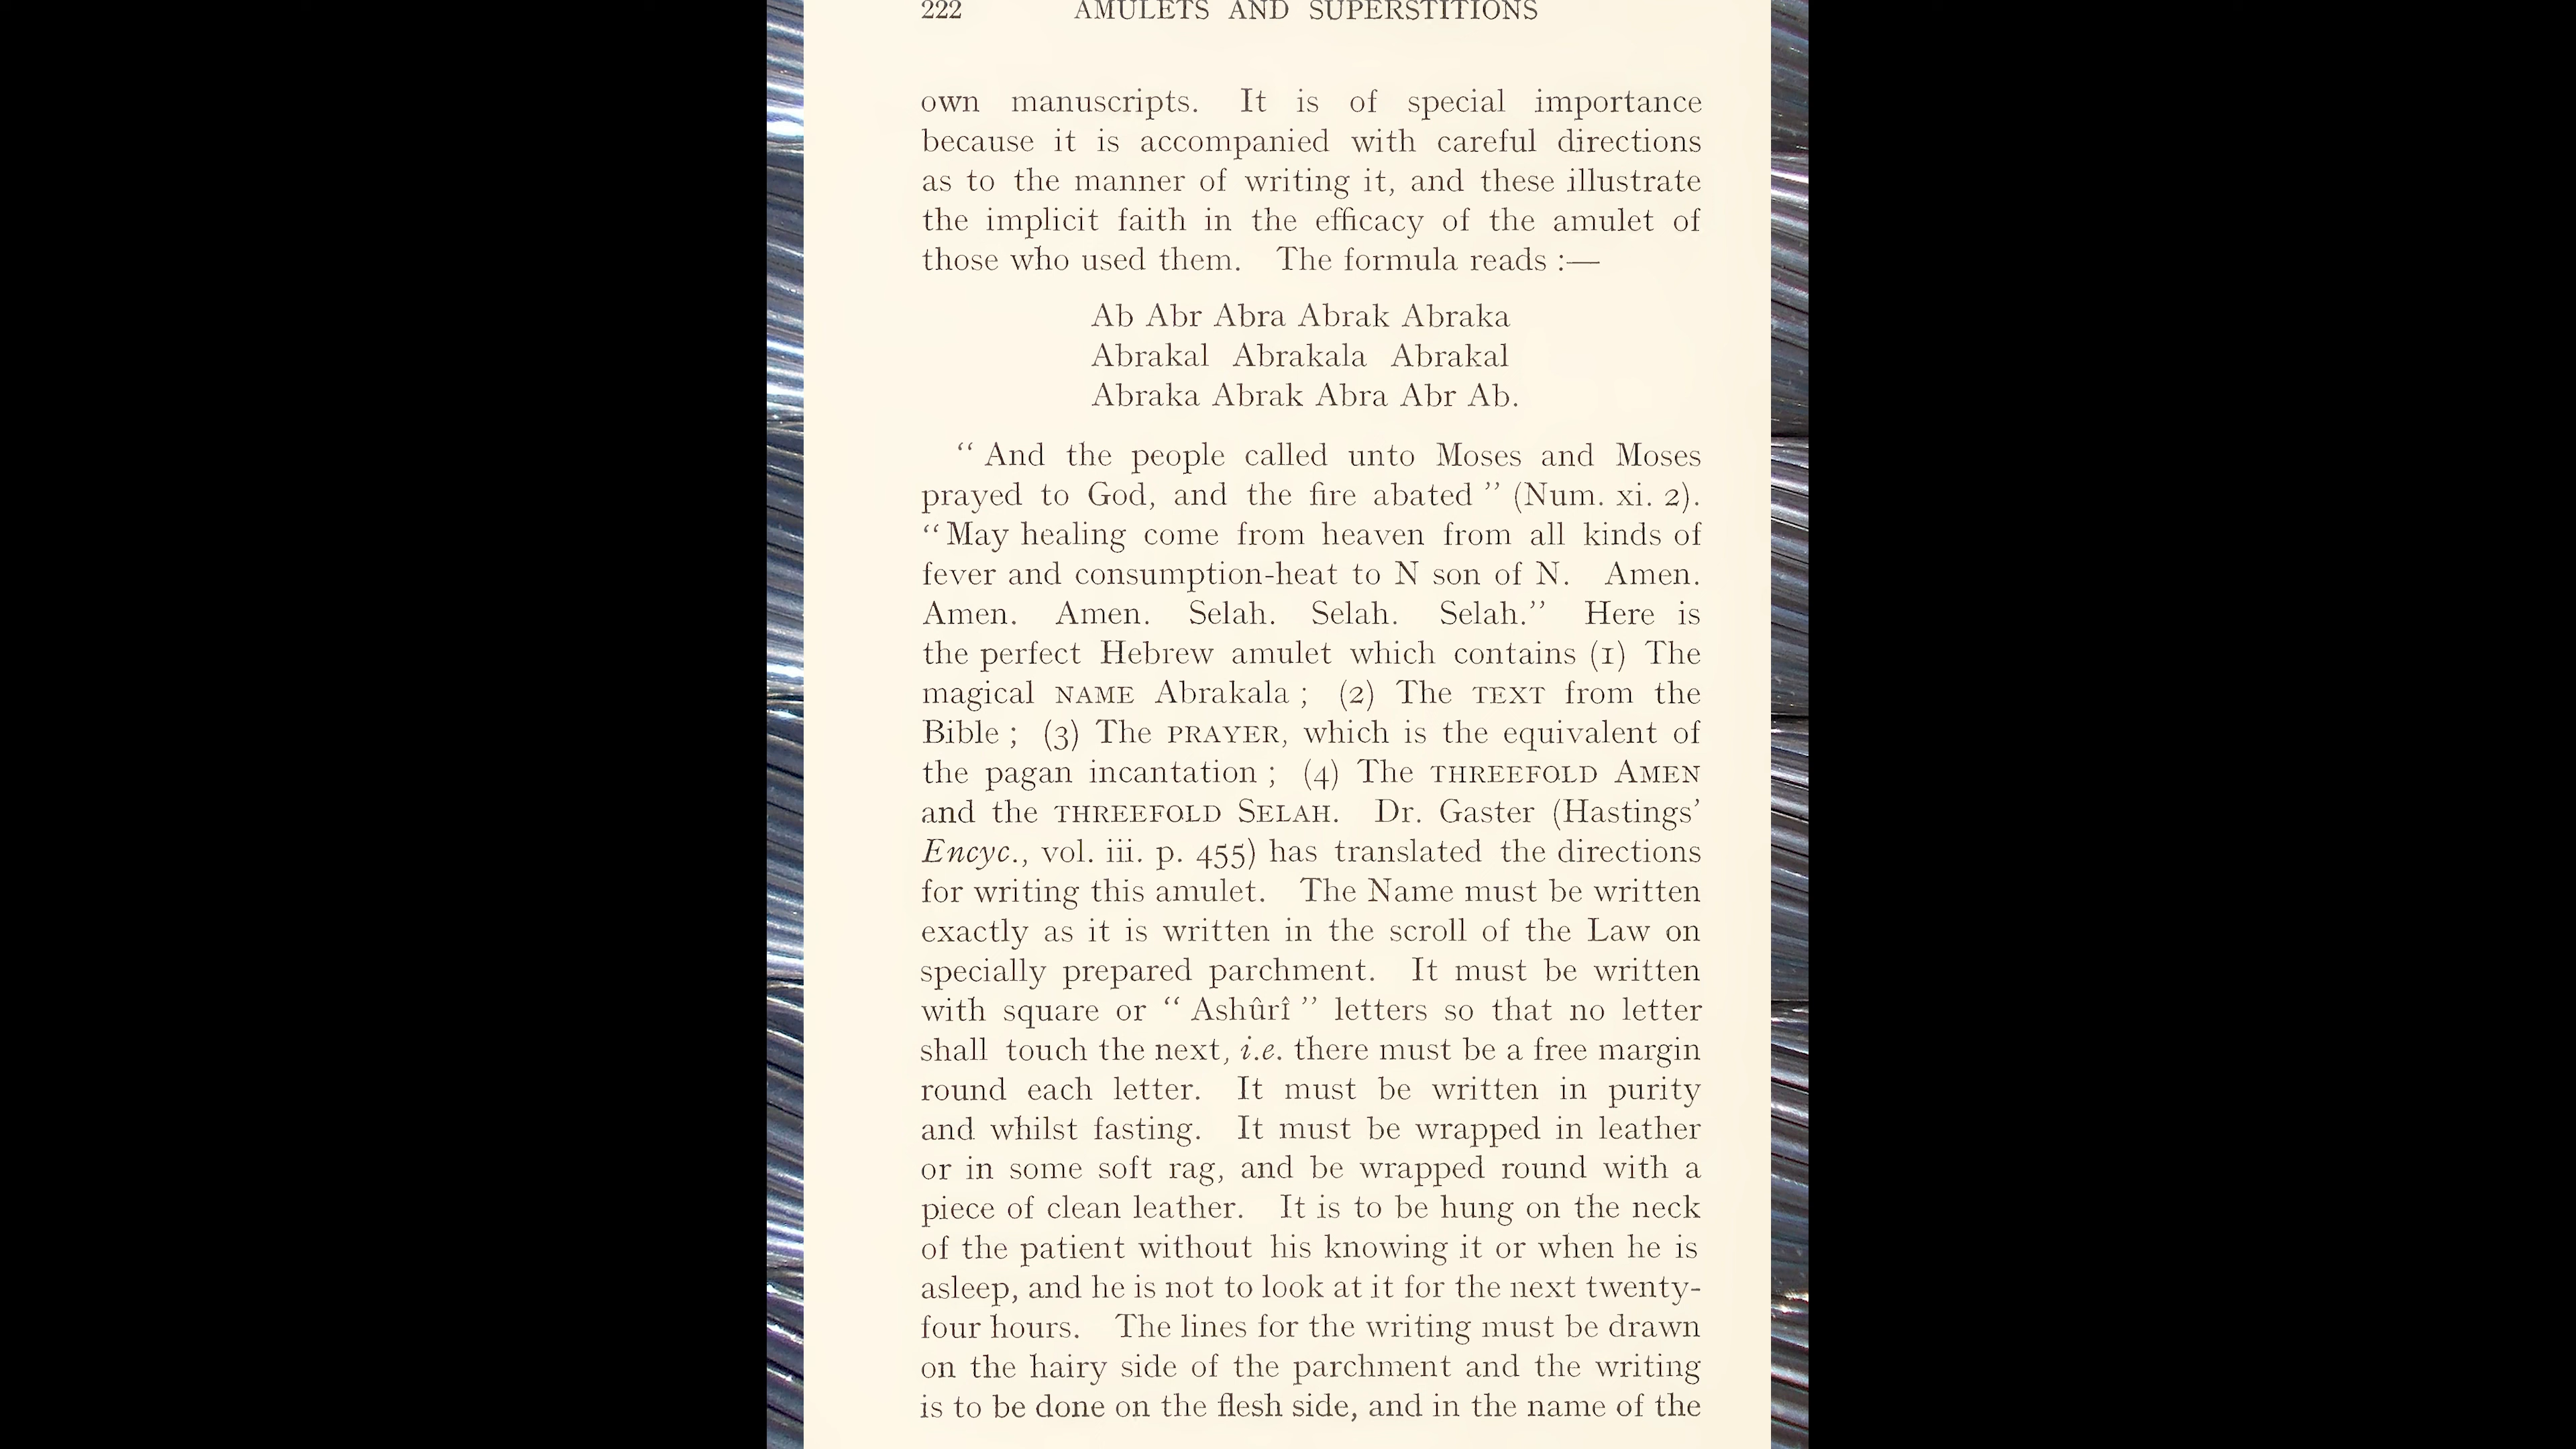 222 AMULETS AND SUPERSTITIONS
own manuscripts. It is of special importance
because it is accompanied with careful directions
as to the manner of writing it, and these illustrate
the implicit faith in the efficacy of the amulet of
those who used them. The formula reads :—
Ab Abr Abra Abrak Abraka
Abrakal Abrakala Abrakal
Abraka Abrak Abra Abr Ab.
“ And the people called unto Moses and Moses
prayed to God, and the fire abated ” (Num. xi. 2).
“ May healing come from heaven from all kinds of
fever and consumption-heat to N son of N. Amen.
Amen. Amen. Selah. Selah. Selah.” Here is
the perfect Hebrew amulet which contains (1) The
magical NAME Abrakala ; (2) The TEXT from the
Bible ; (3) The PRAYER, which is the equivalent of
the pagan incantation ; (4) The THREEFOLD AMEN
and the THREEFOLD SELAH. Dr. Gaster (Hastings’
Encyc., vol. iii. p. 455) has translated the directions
for writing this amulet. The Name must be written
exactly as it is written in the scroll of the Law on
specially prepared parchment. It must be written
with square or “ Ashûrî ” letters so that no letter
shall touch the next, i.e. there must be a free margin
round each letter. It must be written in purity
and whilst fasting. It must be wrapped in leather
or in some soft rag, and be wrapped round with a
piece of clean leather. It is to be hung on the neck
of the patient without his knowing it or when he is
asleep, and he is not to look at it for the next twenty-
four hours. The lines for the writing must be drawn
on the hairy side of the parchment and the writing
is to be done on the flesh side, and in the name of the